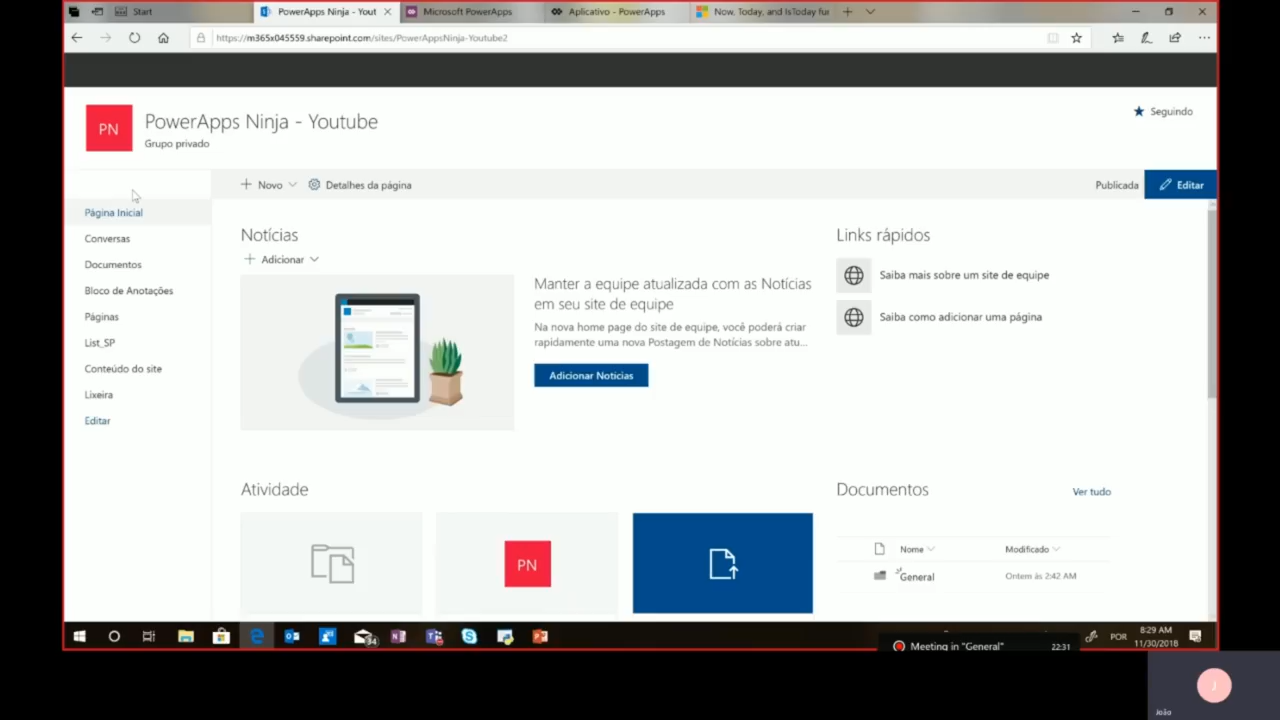 Start
PowerApps Ninja - Yout
Microsoft PowerApps
Aplicativo - PowerApps
Now, Today, and IsToday fur
https://m365x045559.sharepoint.com/sites/PowerAppsNinja-Youtube2
PN
PowerApps Ninja - Youtube
Grupo privado
Seguindo
Novo
Detalhes da página
Publicada
Editar
Página Inicial
Conversas
Documentos
Bloco de Anotações
Páginas
List_SP
Conteúdo do site
Lixeira
Editar
Notícias
Adicionar
Manter a equipe atualizada com as Notícias
em seu site de equipe
Na nova home page do site de equipe, você poderá criar
rapidamente uma nova Postagem de Notícias sobre atu...
Adicionar Notícias
Links rápidos
Saiba mais sobre um site de equipe
Saiba como adicionar uma página
Atividade
PN
Documentos
Ver tudo
Nome
Modificado
General
Ontem às 2:42 AM
34
Meeting in "General"
22:31
POR
8:29 AM
11/30/2018
J
João